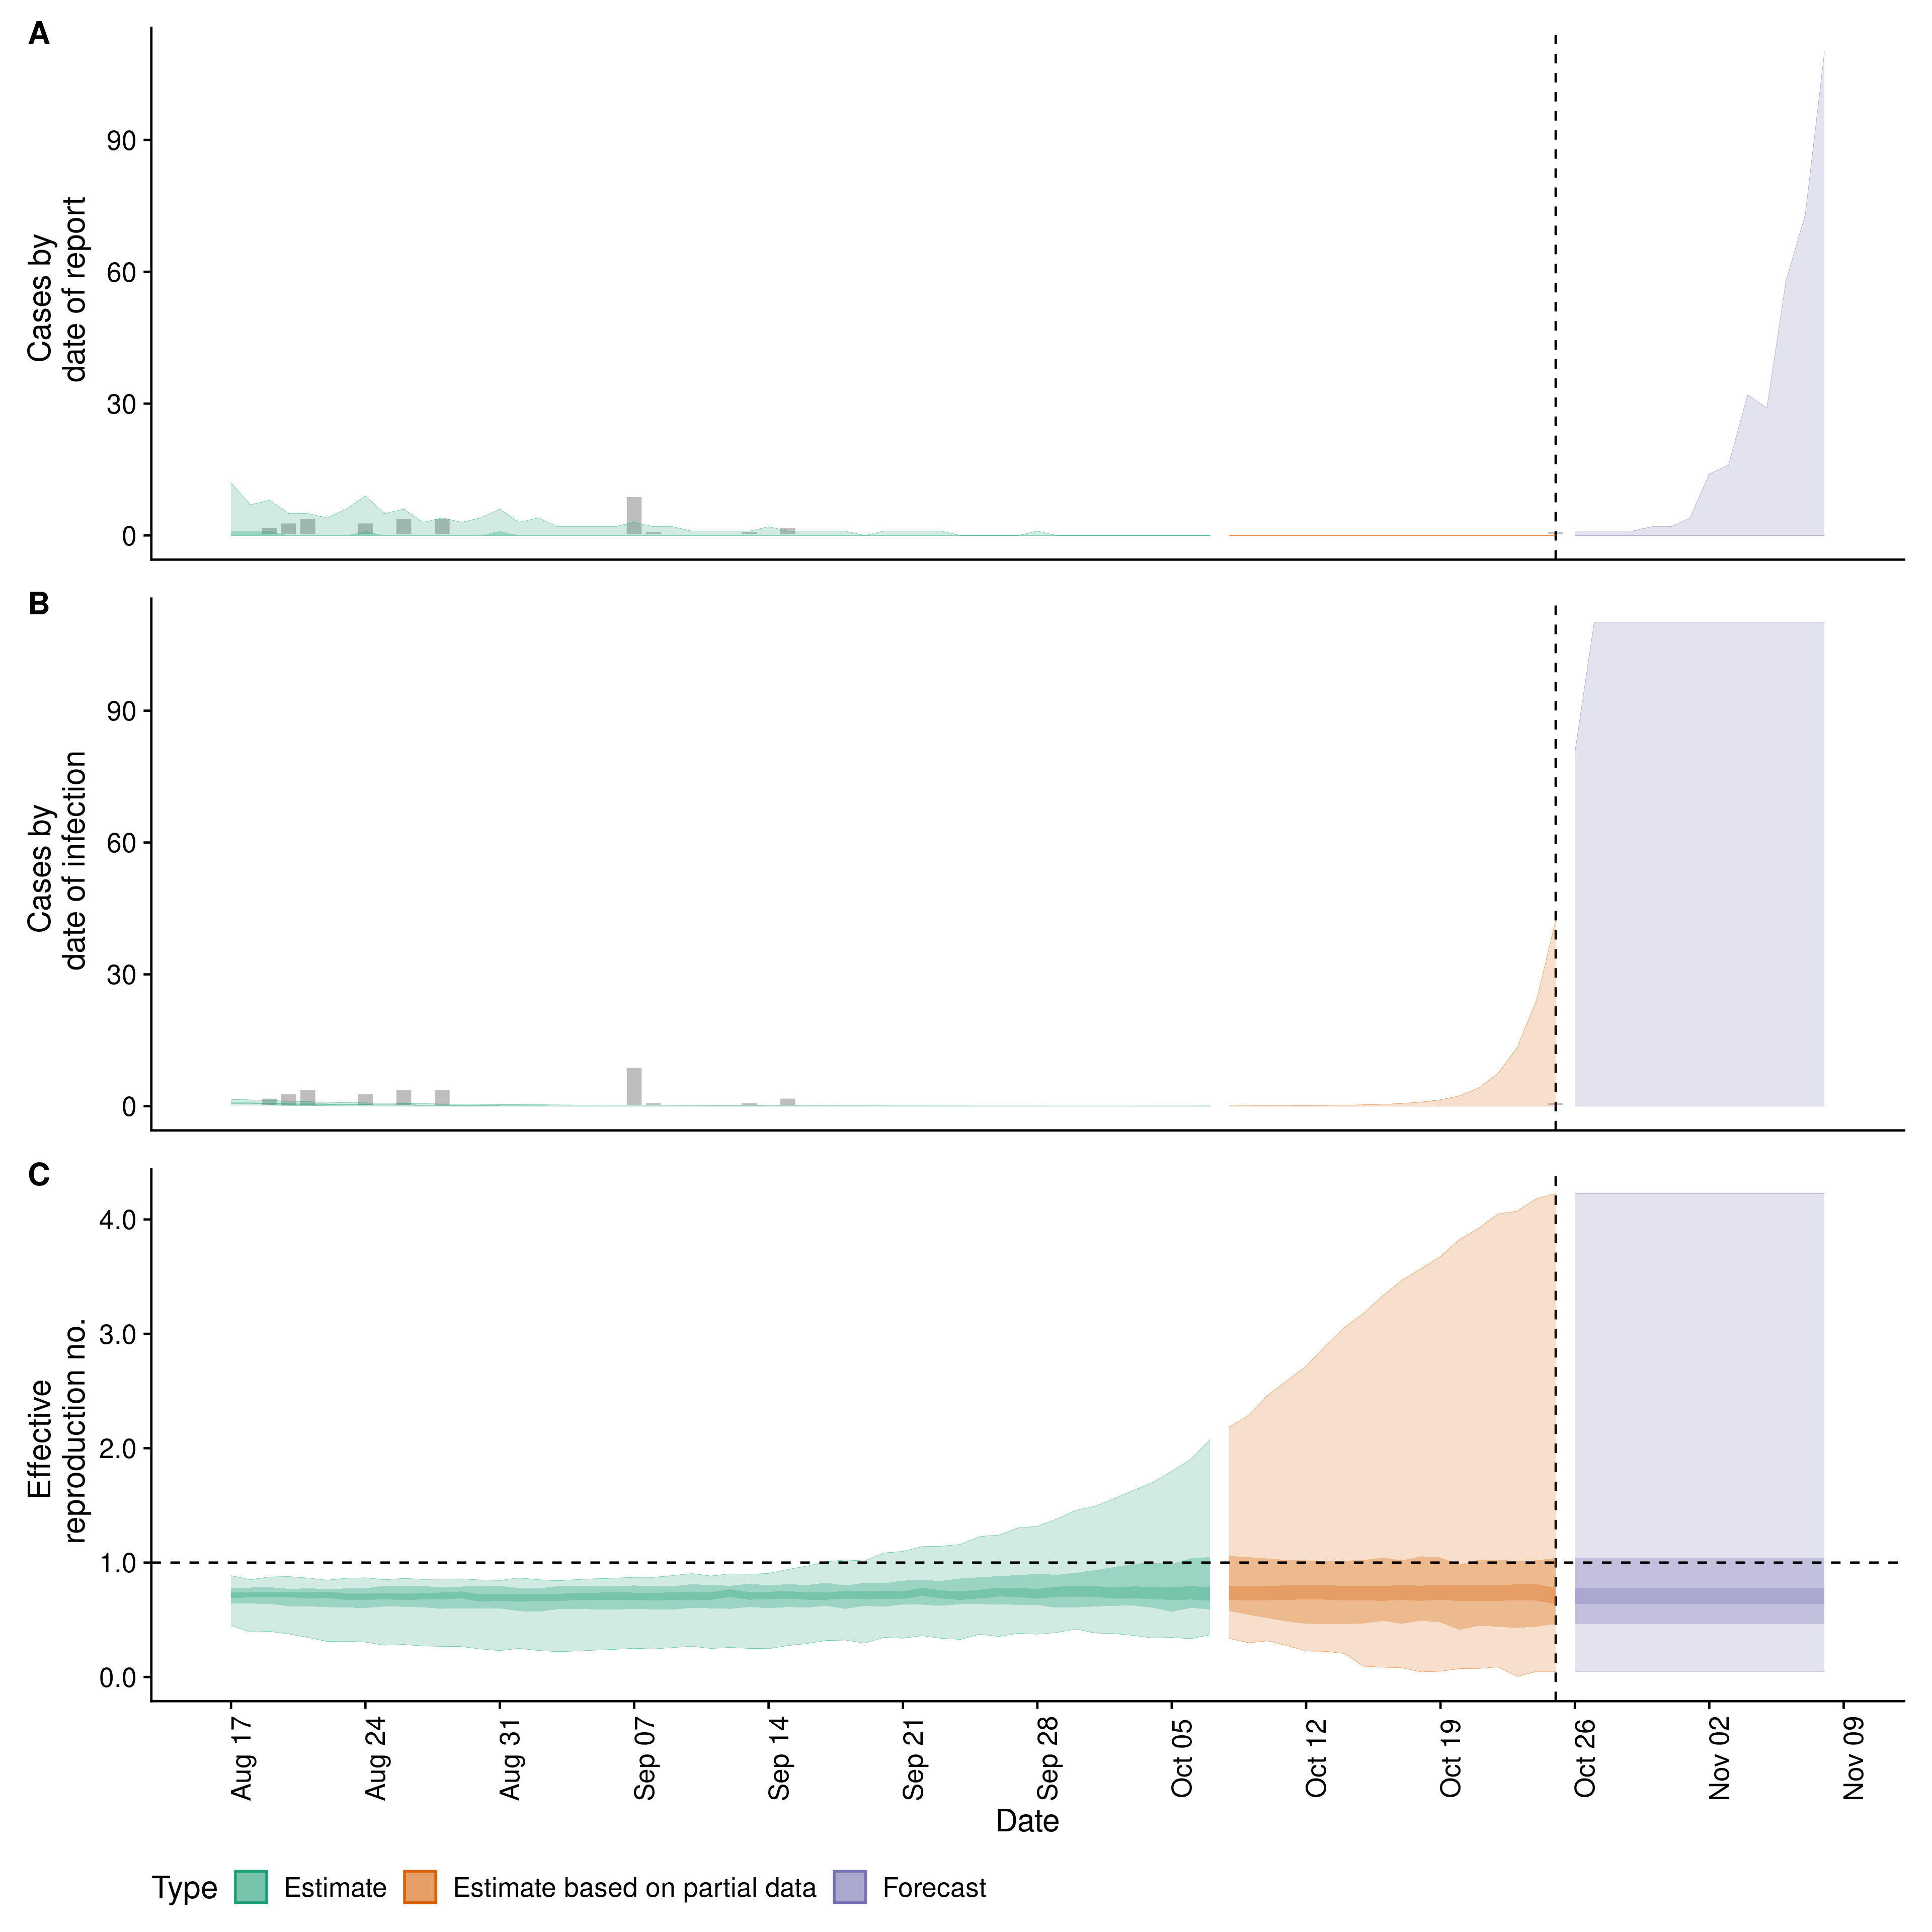 A
Cases by
date of report
90
60
30
0
B
Cases by
date of infection
90
60
30
0
C
Effective
reproduction no.
4.0
3.0
2.0
1.0
0.0
Aug 17
Aug 24
Aug 31
Sep 07
Sep 14
Sep 21
Sep 28
Oct 05
Oct 12
Oct 19
Oct 26
Nov 02
Nov 09
Date
Type Estimate Estimate based on partial data Forecast